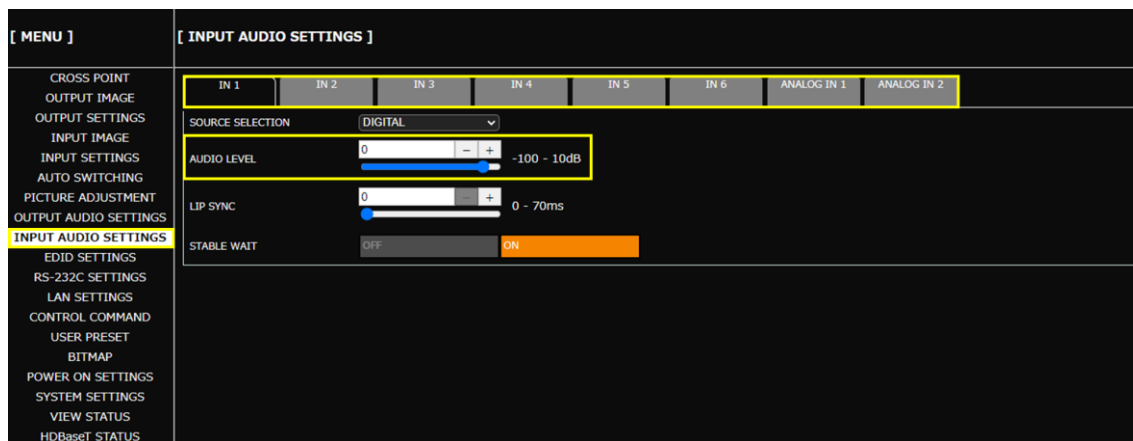 [ MENU ]
[ INPUT AUDIO SETTINGS ]
CROSS POINT
OUTPUT IMAGE
OUTPUT SETTINGS
INPUT IMAGE
INPUT SETTINGS
AUTO SWITCHING
PICTURE ADJUSTMENT
OUTPUT AUDIO SETTINGS
INPUT AUDIO SETTINGS
EDID SETTINGS
RS-232C SETTINGS
LAN SETTINGS
CONTROL COMMAND
USER PRESET
BITMAP
POWER ON SETTINGS
SYSTEM SETTINGS
VIEW STATUS
HDBaseT STATUS
IN 1 IN 2 IN 3 IN 4 IN 5 IN 6 ANALOG IN 1 ANALOG IN 2
SOURCE SELECTION DIGITAL
AUDIO LEVEL 0 - + -100 - 10dB
LIP SYNC 0 - + 0 - 70ms
STABLE WAIT OFF ON